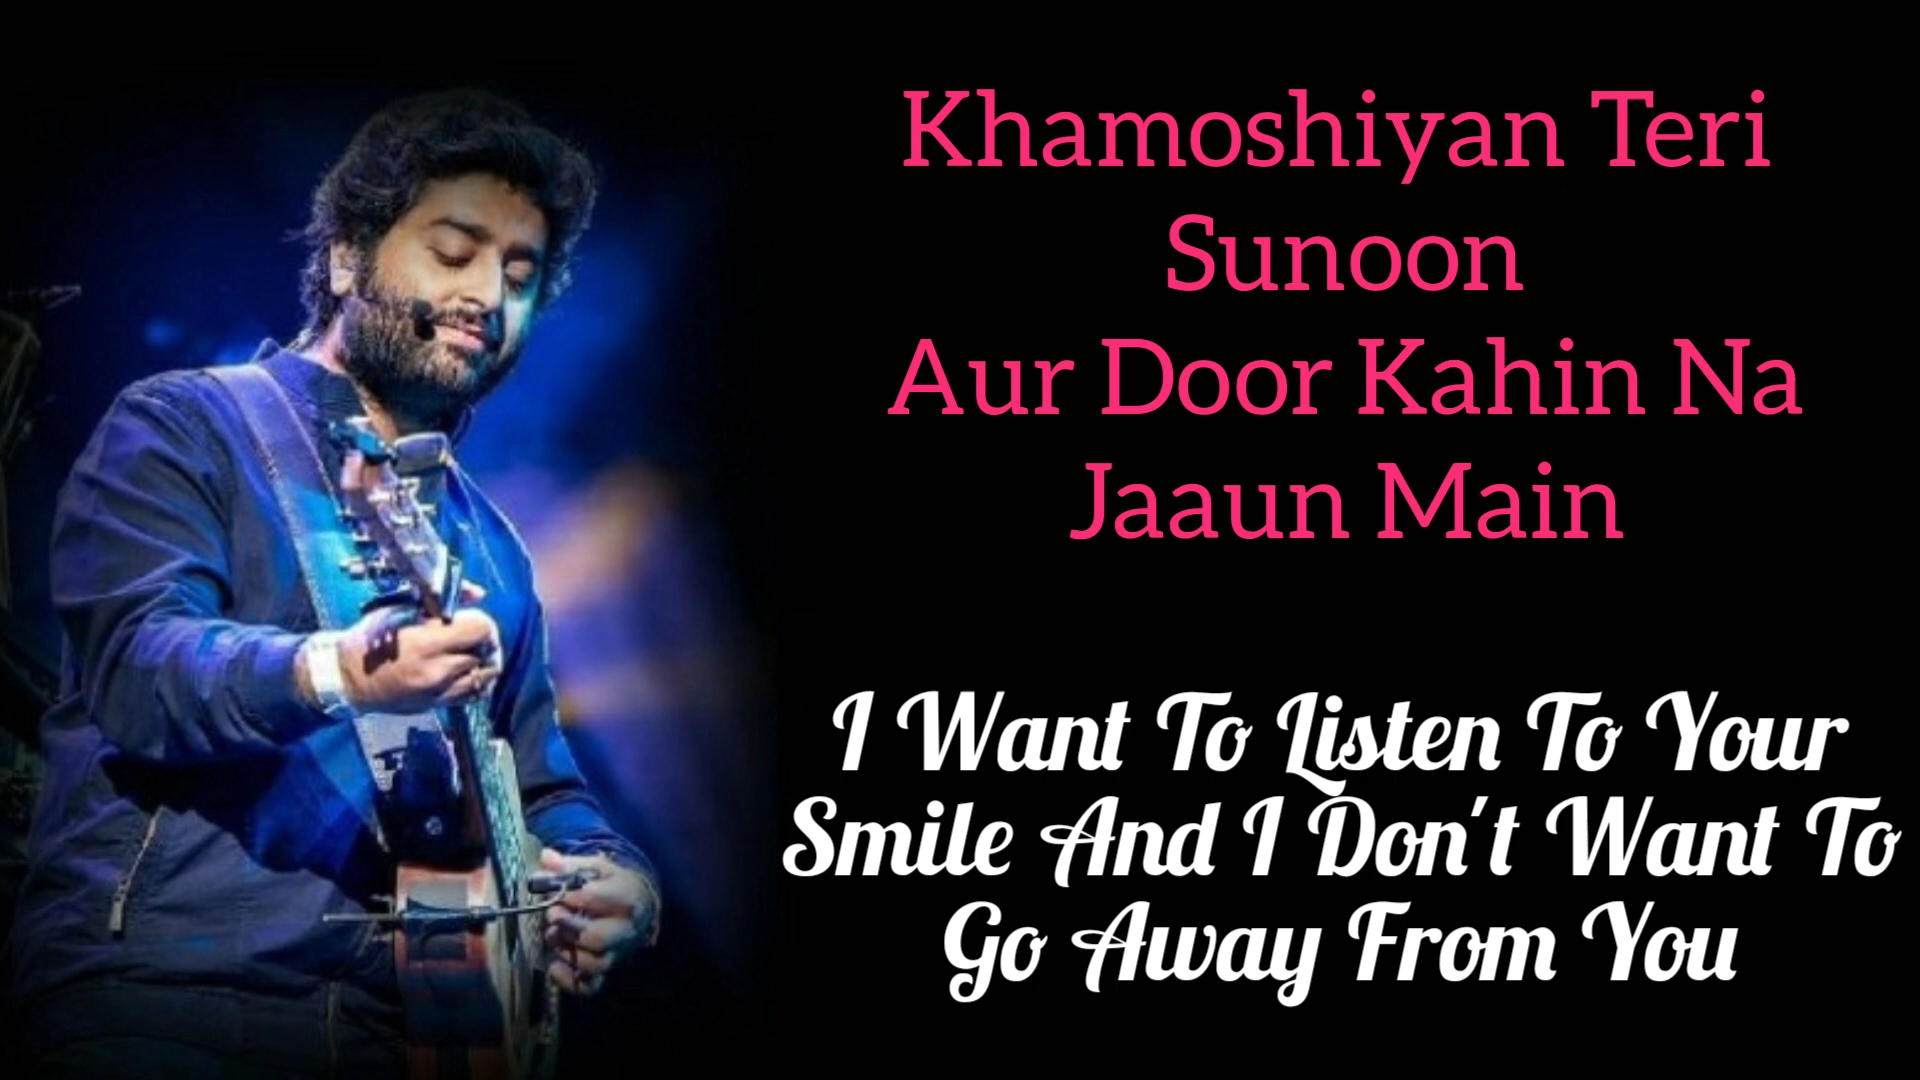 Khamoshiyan Teri
Sunoon
Aur Door Kahin Na
Jaaun Main
I Want To Listen To Your
Smile And I Don't Want To
Go Away From You